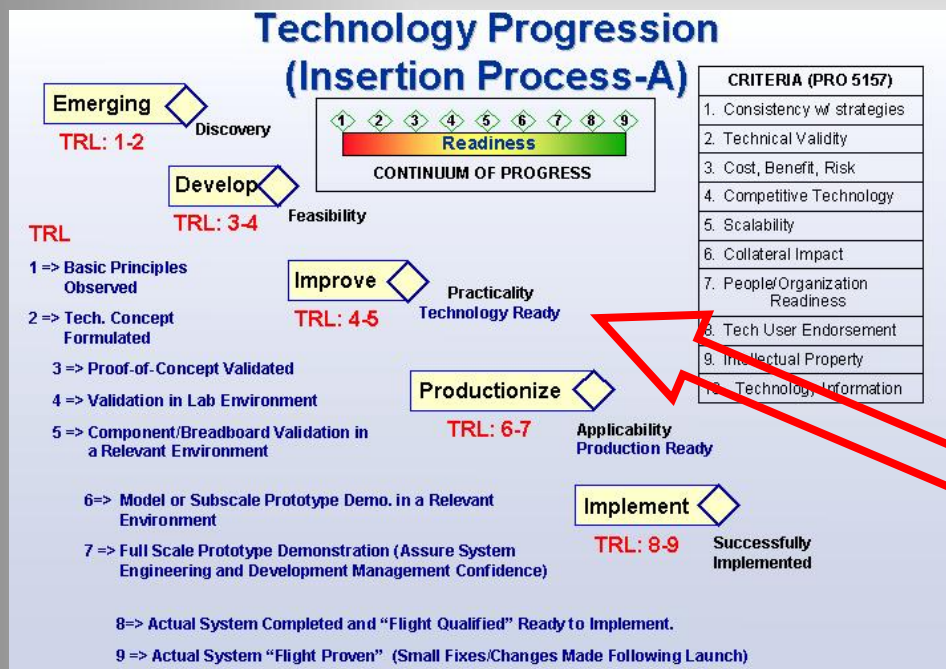 Technology Progression
(Insertion Process-A)
Emerging
TRL: 1-2
Discovery
1 2 3 4 5 6 7 8 9
Readiness
CONTINUUM OF PROGRESS
CRITERIA (PRO 5157)
1. Consistency w/ strategies
2. Technical Validity
3. Cost, Benefit, Risk
4. Competitive Technology
5. Scalability
6. Collateral Impact
7. People/Organization
Readiness
8. Tech User Endorsement
9. Intellectual Property
10. Technology Information
Develop
TRL: 3-4
Feasibility
Improve
TRL: 4-5
Practicality
Technology Ready
Productionize
TRL: 6-7
Applicability
Production Ready
Implement
TRL: 8-9
Successfully
Implemented
TRL
1 => Basic Principles
Observed
2 => Tech. Concept
Formulated
3 => Proof-of-Concept Validated
4 => Validation in Lab Environment
5 => Component/Breadboard Validation in
a Relevant Environment
6=> Model or Subscale Prototype Demo. in a Relevant
Environment
7 => Full Scale Prototype Demonstration (Assure System
Engineering and Development Management Confidence)
8=> Actual System Completed and “Flight Qualified” Ready to Implement.
9 => Actual System “Flight Proven” (Small Fixes/Changes Made Following Launch)